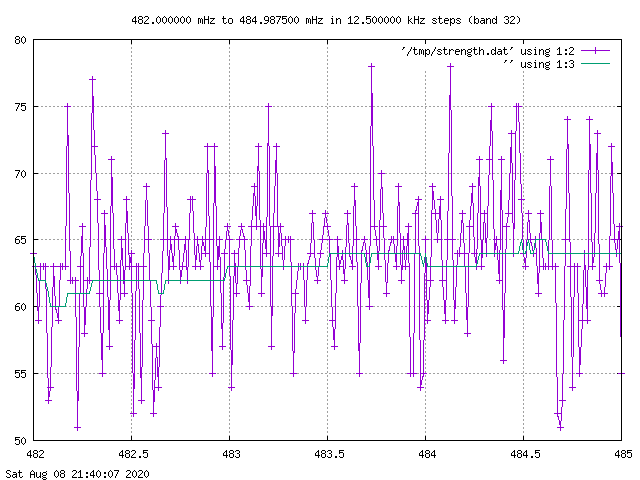 482.000000 mHz to 484.987500 mHz in 12.500000 kHz steps (band 32)
'/tmp/strength.dat' using 1:2
'' using 1:3
80
75
70
65
60
55
50
482 482.5 483 483.5 484 484.5 485
Sat Aug 08 21:40:07 2020